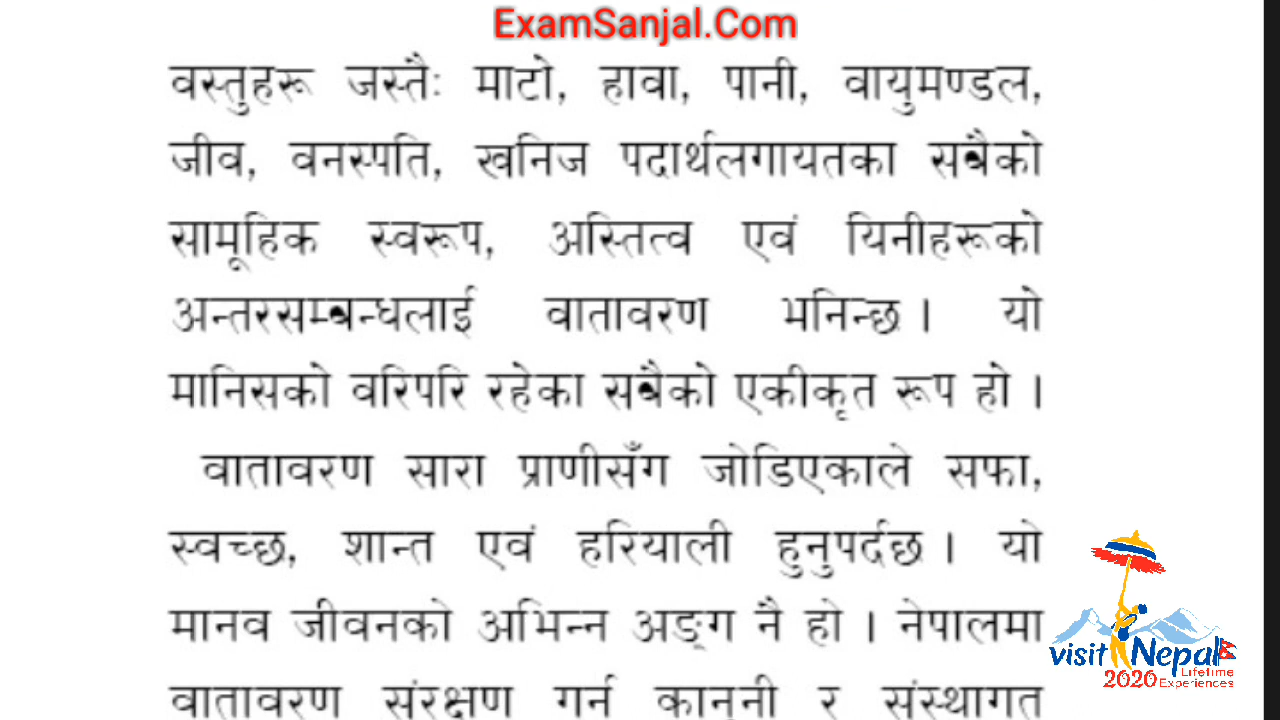 ExamSanjal.Com
वस्तुहरू जस्तैः माटो, हावा, पानी, वायुमण्डल,
जीव, वनस्पति, खनिज पदार्थलगायतका सबैको
सामूहिक स्वरूप, अस्तित्व एवं यिनीहरूको
अन्तरसम्बन्धलाई वातावरण भनिन्छ । यो
मानिसको वरिपरि रहेका सबैको एकीकृत रूप हो ।
वातावरण सारा प्राणीसँग जोडिएकाले सफा,
स्वच्छ, शान्त एवं हरियाली हुनुपर्दछ । यो
मानव जीवनको अभिन्न अङ्ग नै हो । नेपालमा
वातावरण संरक्षण गर्न कानुनी र संस्थागत
visit Nepal
2020 Lifetime Experiences